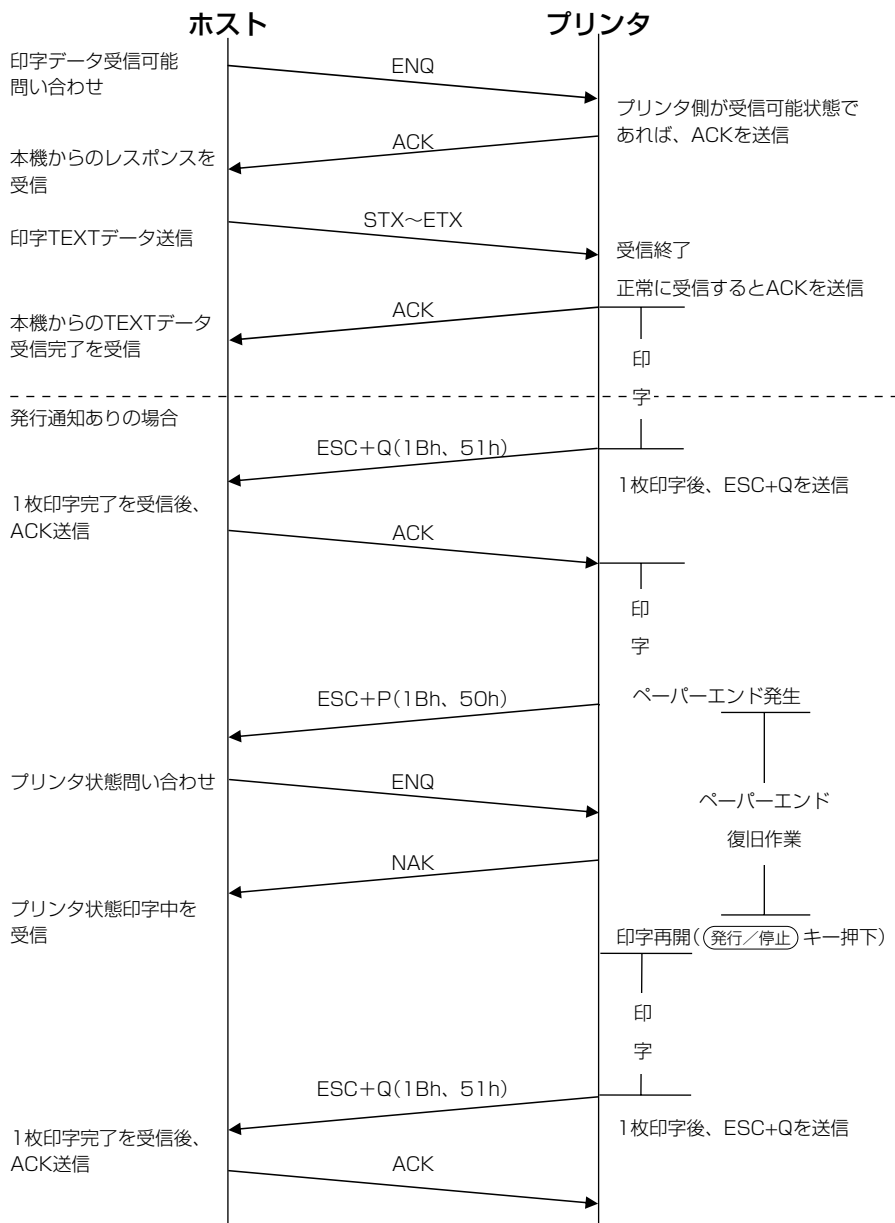 ホスト
プリンタ
印字データ受信可能
問い合わせ
ENQ
プリンタ側が受信可能状態で
あれば、ACKを送信
ACK
本機からのレスポンスを
受信
STX～ETX
印字TEXTデータ送信
受信終了
正常に受信するとACKを送信
ACK
本機からのTEXTデータ
受信完了を受信
印
字
発行通知ありの場合
ESC＋Q(1Bh、51h)
1枚印字後、ESC+Qを送信
1枚印字完了を受信後、
ACK送信
ACK
印
字
ESC＋P(1Bh、50h)
ペーパーエンド発生
プリンタ状態問い合わせ
ENQ
ペーパーエンド
復旧作業
NAK
プリンタ状態印字中を
受信
印字再開(発行／停止キー押下)
印
字
ESC＋Q(1Bh、51h)
1枚印字後、ESC+Qを送信
1枚印字完了を受信後、
ACK送信
ACK